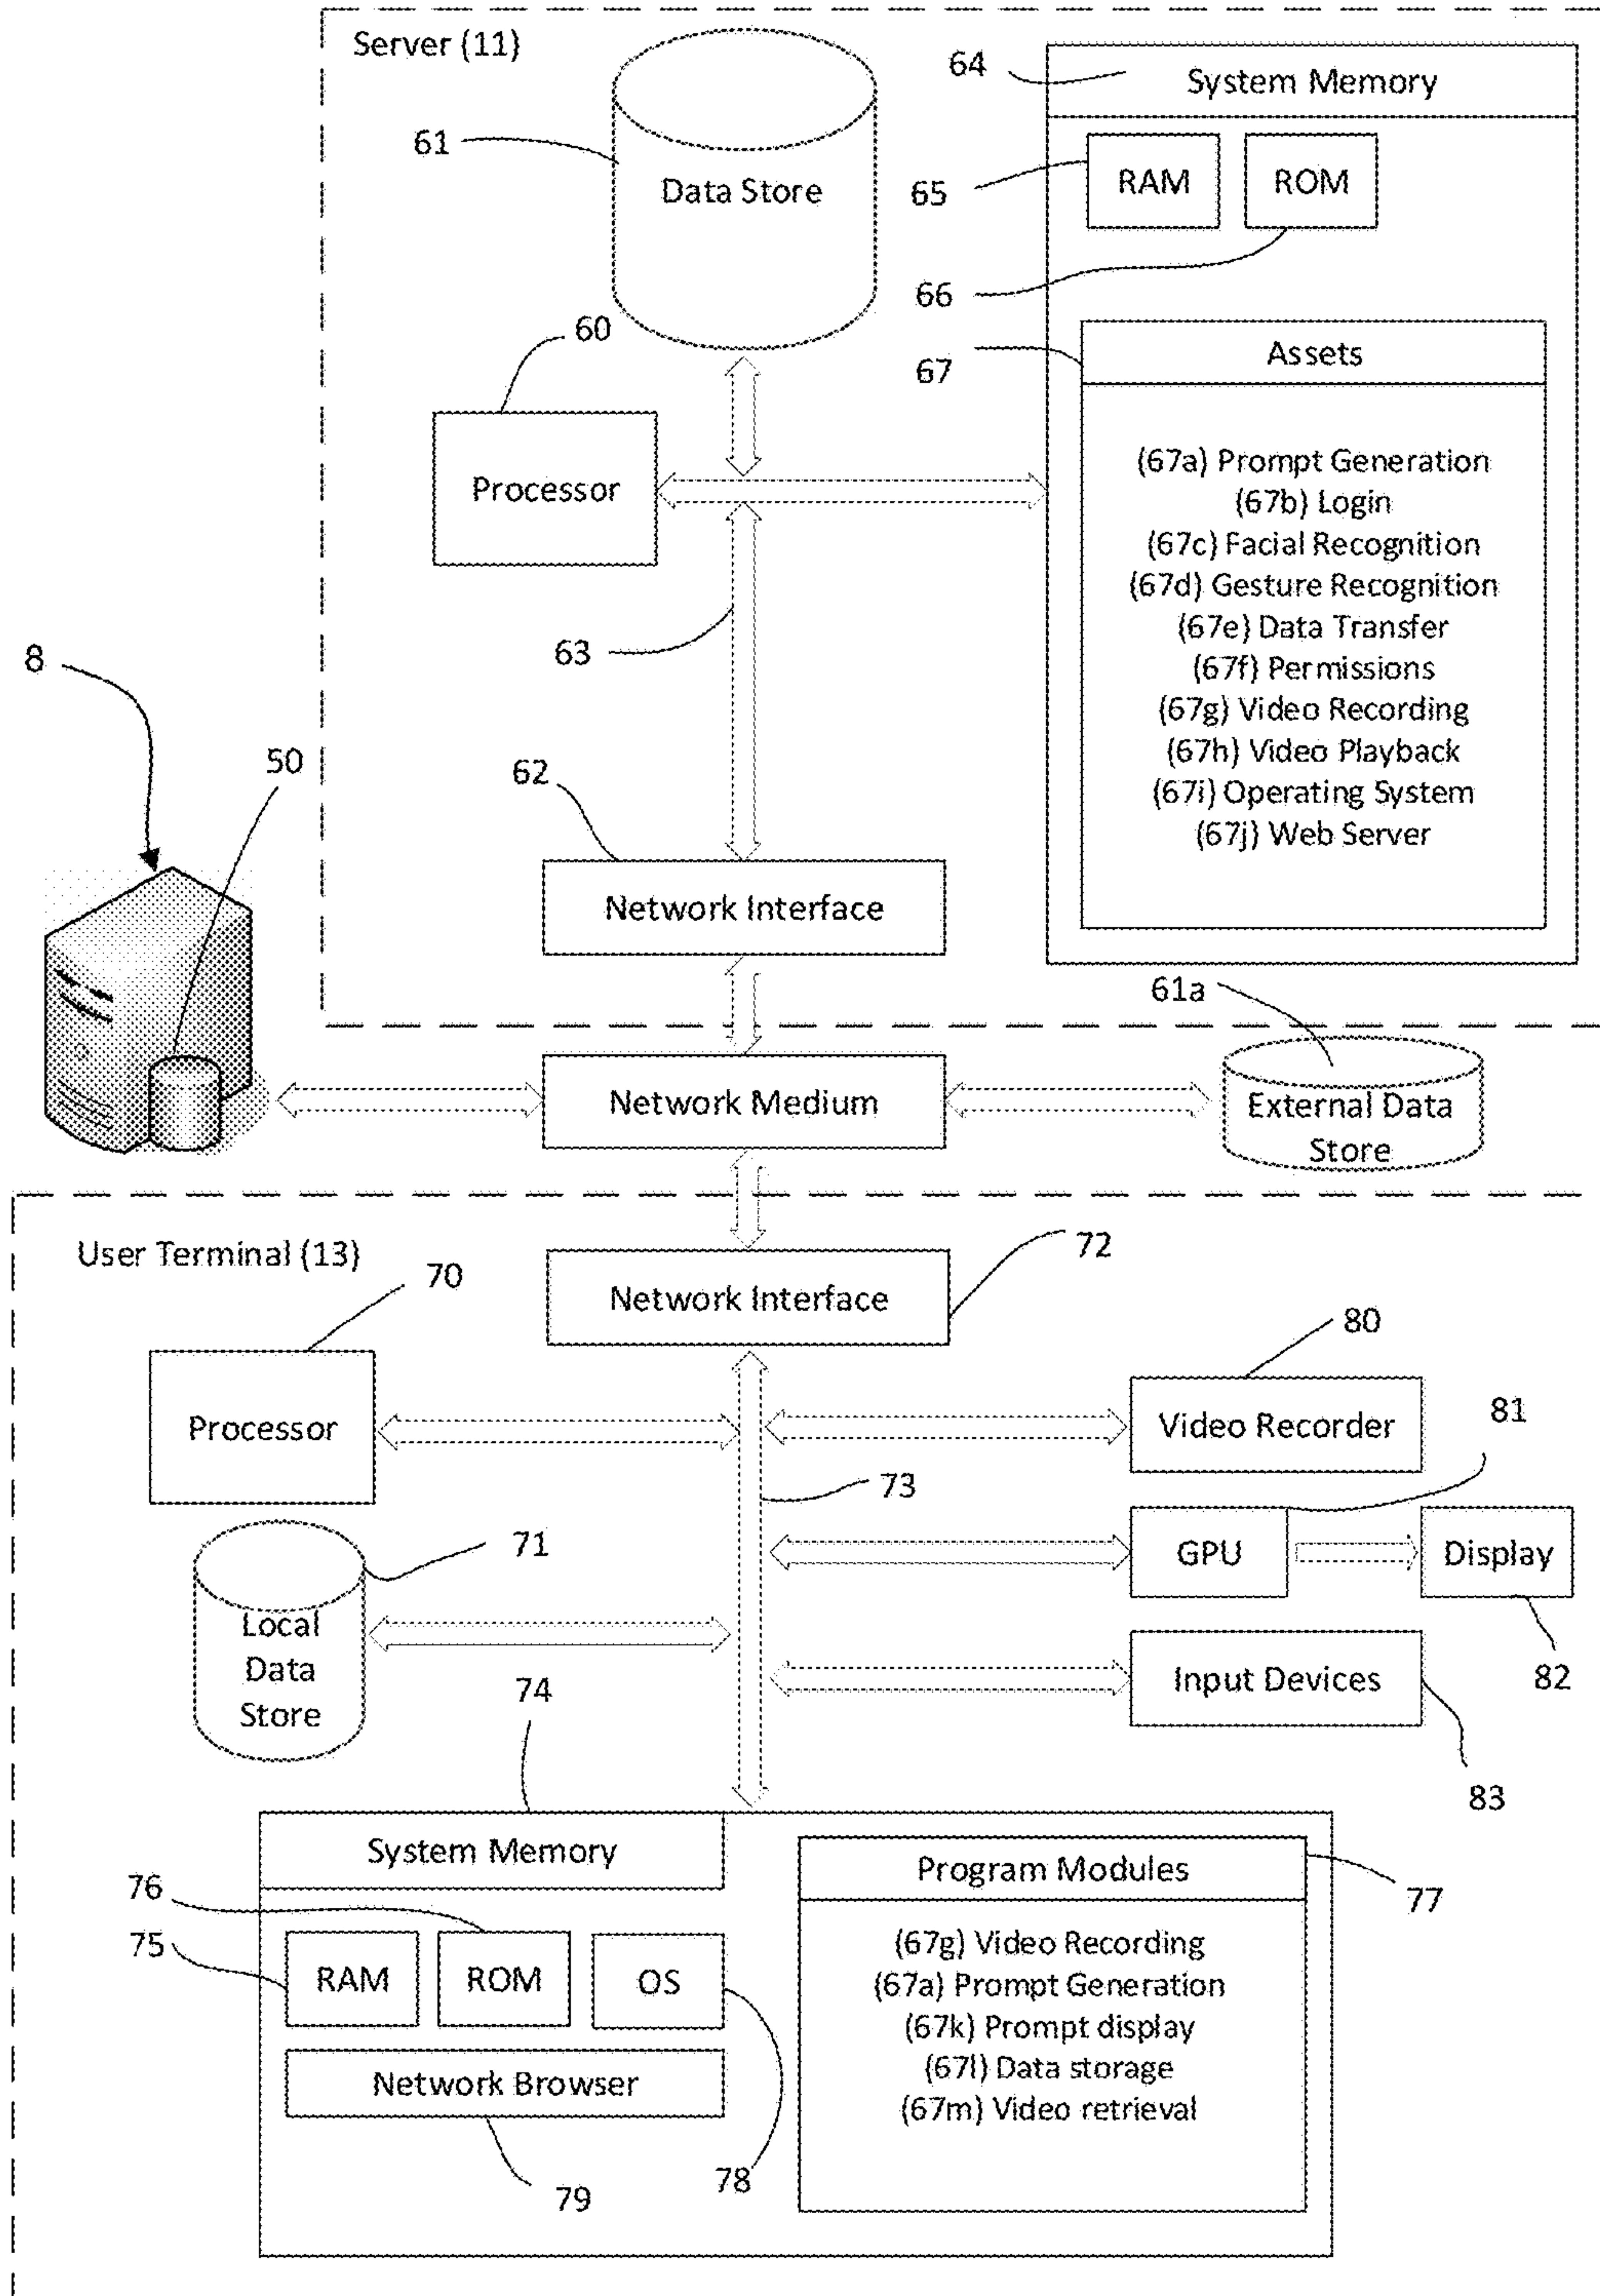 Server (11)
64
System Memory
61
Data Store
65
RAM
ROM
66
60
67
Assets
Processor
(67a) Prompt Generation
(67b) Login
(67c) Facial Recognition
(67d) Gesture Recognition
(67e) Data Transfer
(67f) Permissions
(67g) Video Recording
(67h) Video Playback
(67i) Operating System
(67j) Web Server
63
8
50
62
Network Interface
61a
Network Medium
External Data
Store
User Terminal (13)
70
72
Network Interface
80
Processor
Video Recorder
81
73
71
GPU
Display
Local
Data
Store
Input Devices
82
74
83
System Memory
Program Modules
76
77
75
RAM
ROM
OS
(67g) Video Recording
(67a) Prompt Generation
(67k) Prompt display
(67l) Data storage
(67m) Video retrieval
Network Browser
78
79